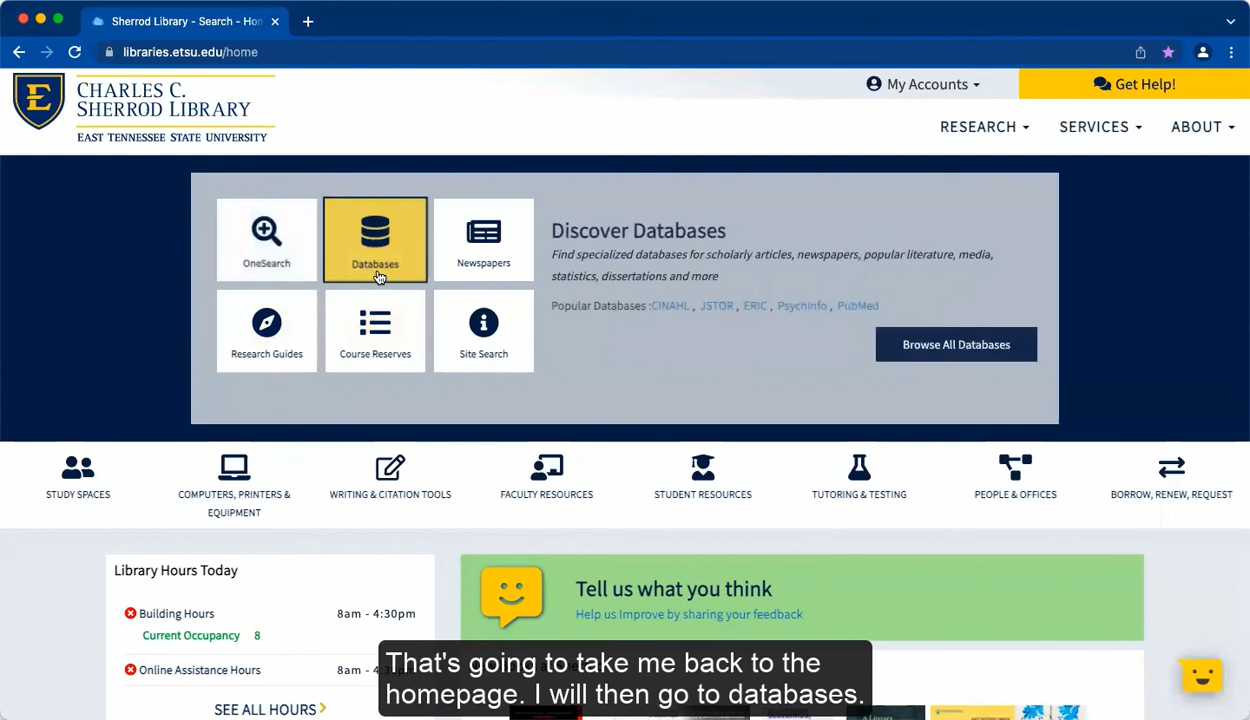 Sherrod Library - Search - Hon
libraries.etsu.edu/home
CHARLES C.
SHERROD LIBRARY
EAST TENNESSEE STATE UNIVERSITY
My Accounts
Get Help!
RESEARCH
SERVICES
ABOUT
OneSearch
Databases
Newspapers
Research Guides
Course Reserves
Site Search
Discover Databases
Find specialized databases for scholarly articles, newspapers, popular literature, media,
statistics, dissertations and more
Popular Databases :CINAHL , JSTOR , ERIC , PsychInfo , PubMed
Browse All Databases
STUDY SPACES
COMPUTERS, PRINTERS &
EQUIPMENT
WRITING & CITATION TOOLS
FACULTY RESOURCES
STUDENT RESOURCES
TUTORING & TESTING
PEOPLE & OFFICES
BORROW, RENEW, REQUEST
Library Hours Today
Building Hours 8am - 4:30pm
Current Occupancy 8
Online Assistance Hours 8am - 4
SEE ALL HOURS
Tell us what you think
Help us Improve by sharing your feedback
That's going to take me back to the
homepage. I will then go to databases.